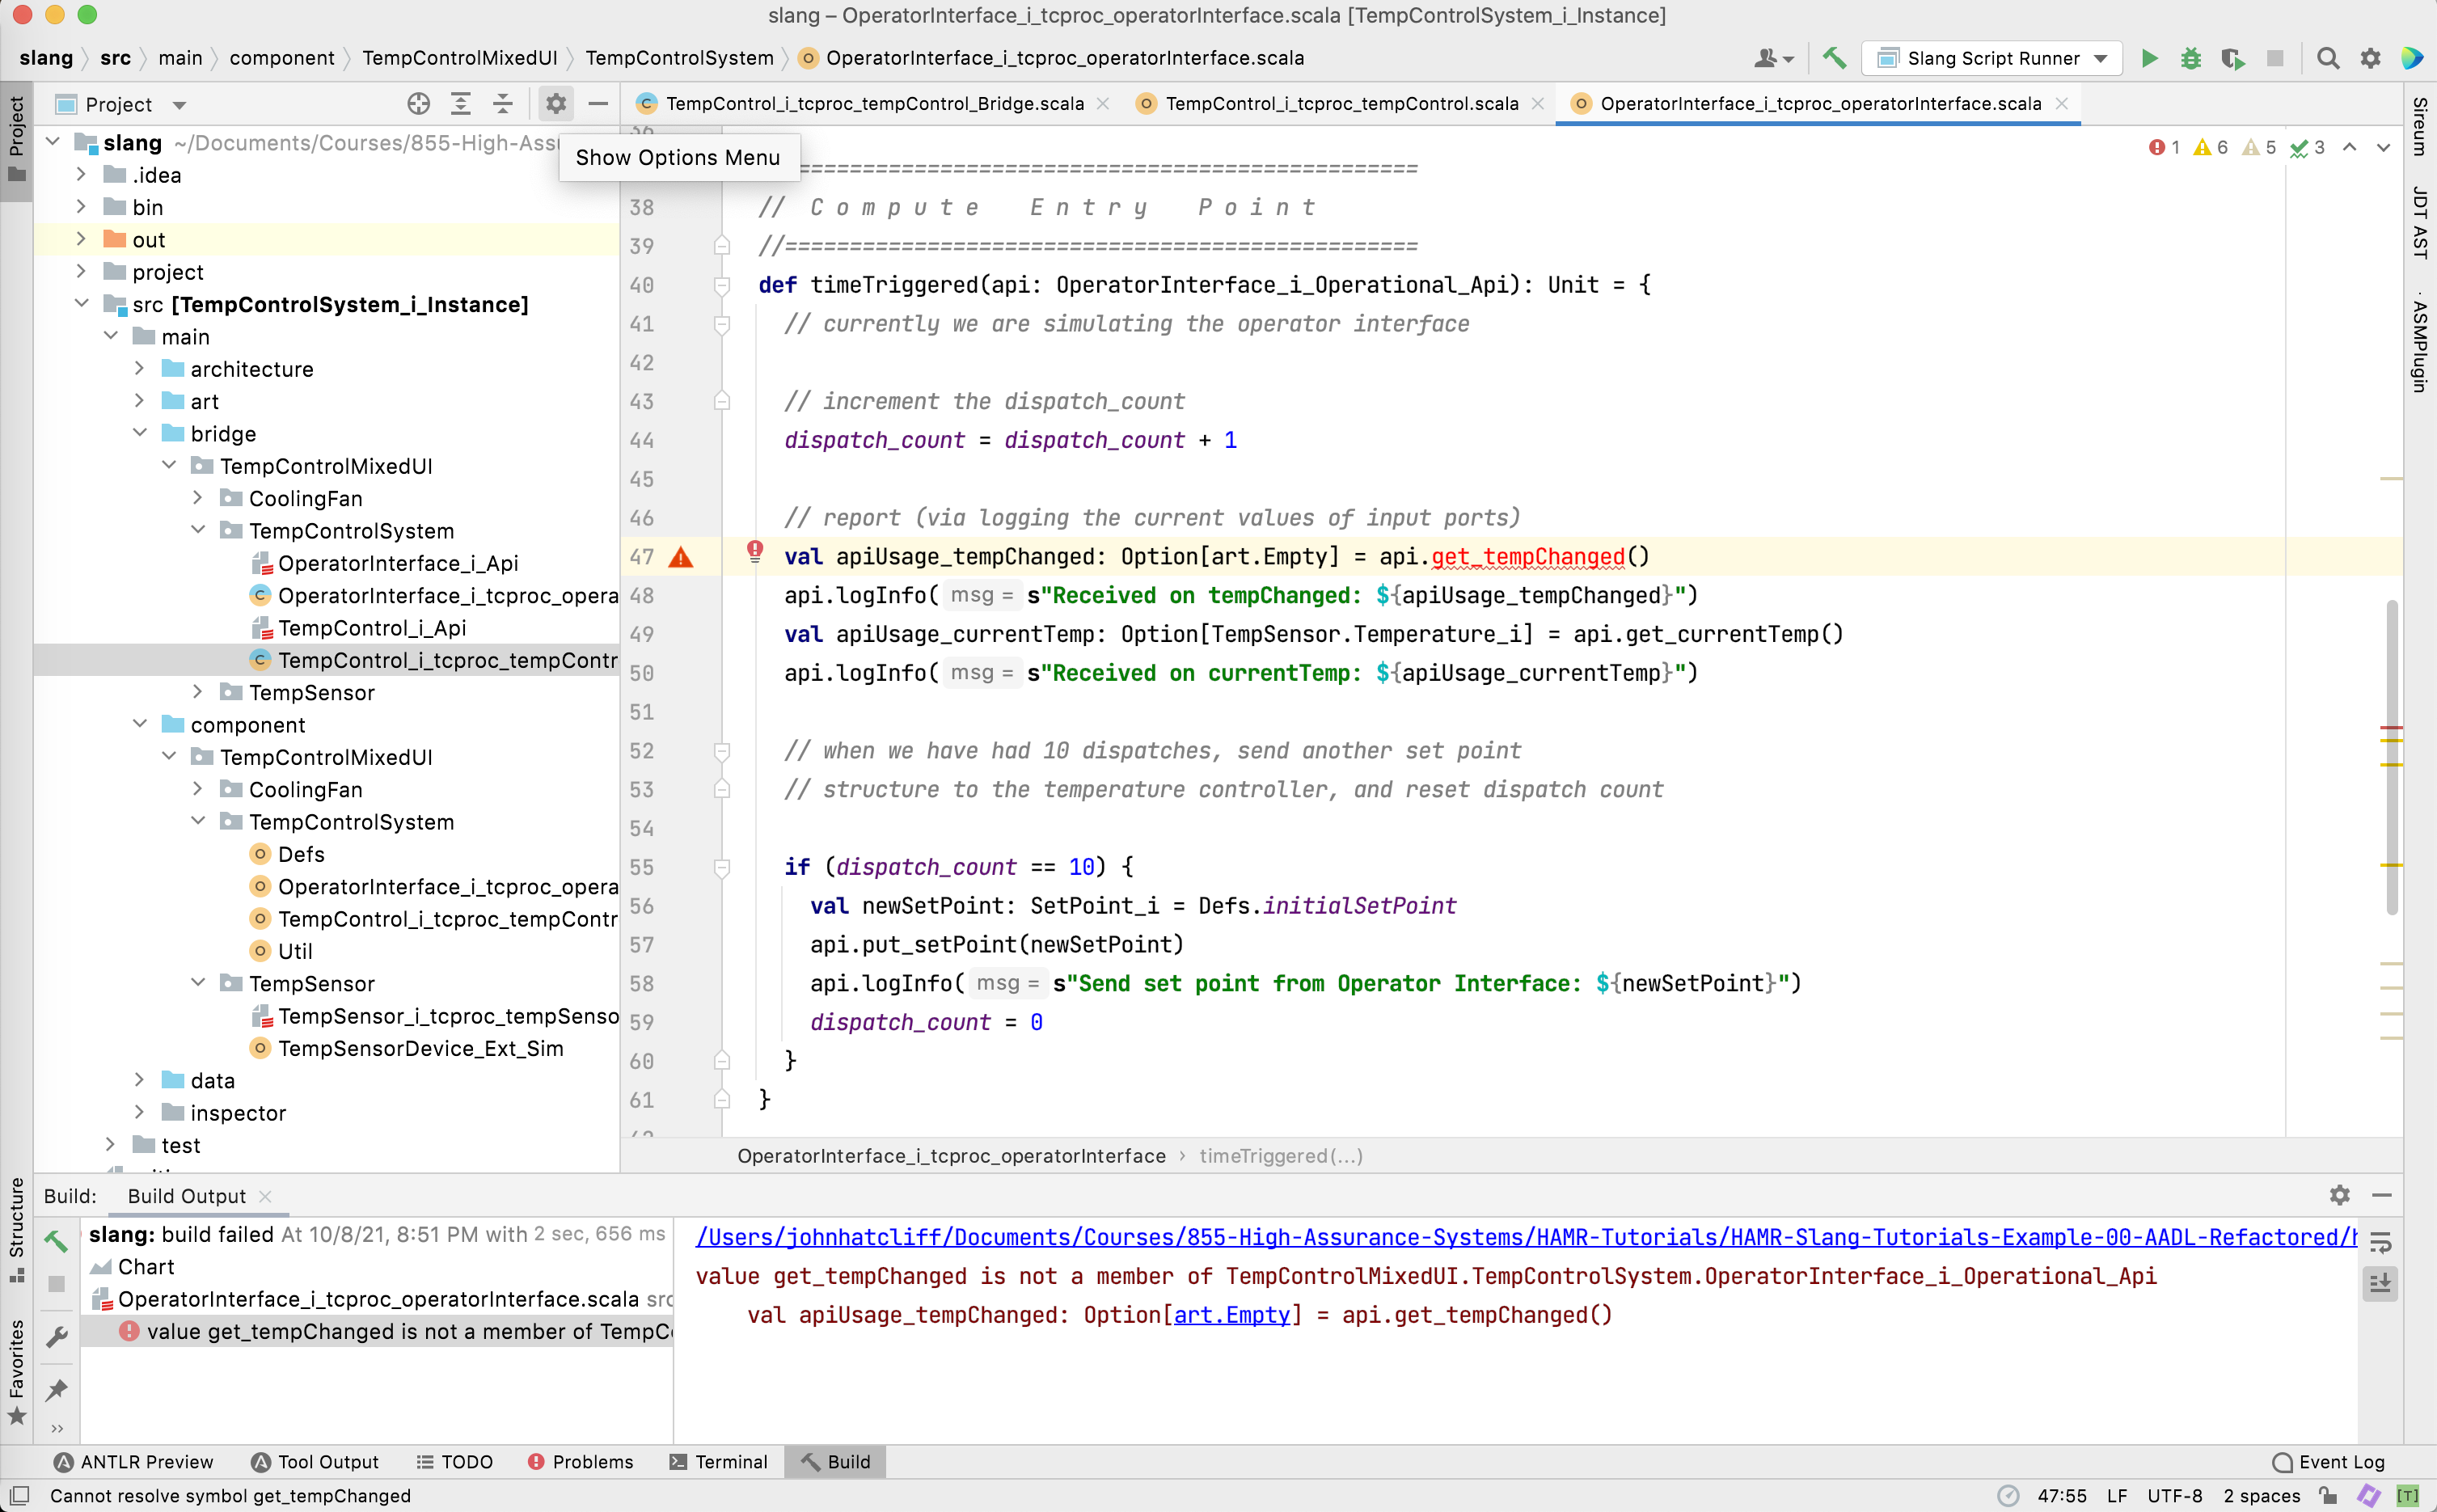 slang – OperatorInterface_i_tcproc_operatorInterface.scala [TempControlSystem_i_Instance]
slang src main component TempControlMixedUI TempControlSystem OperatorInterface_i_tcproc_operatorInterface.scala
Slang Script Runner
Project
TempControl_i_tcproc_tempControl_Bridge.scala
TempControl_i_tcproc_tempControl.scala
OperatorInterface_i_tcproc_operatorInterface.scala
Project
Structure
Favorites
Sireum
JDT AST
ASMPlugin
slang ~/Documents/Courses/855-High-Assu
Show Options Menu
.idea
bin
out
project
src [TempControlSystem_i_Instance]
main
architecture
art
bridge
TempControlMixedUI
CoolingFan
TempControlSystem
OperatorInterface_i_Api
OperatorInterface_i_tcproc_opera
TempControl_i_Api
TempControl_i_tcproc_tempContr
TempSensor
component
TempControlMixedUI
CoolingFan
TempControlSystem
Defs
OperatorInterface_i_tcproc_opera
TempControl_i_tcproc_tempContr
Util
TempSensor
TempSensor_i_tcproc_tempSenso
TempSensorDevice_Ext_Sim
data
inspector
test
1 6 5 3
=================================================
38 // C o m p u t e   E n t r y   P o i n t
39 //=================================================
40 def timeTriggered(api: OperatorInterface_i_Operational_Api): Unit = {
41 // currently we are simulating the operator interface
42
43 // increment the dispatch_count
44 dispatch_count = dispatch_count + 1
45
46 // report (via logging the current values of input ports)
47 val apiUsage_tempChanged: Option[art.Empty] = api.get_tempChanged()
48 api.logInfo( msg = s"Received on tempChanged: ${apiUsage_tempChanged}")
49 val apiUsage_currentTemp: Option[TempSensor.Temperature_i] = api.get_currentTemp()
50 api.logInfo( msg = s"Received on currentTemp: ${apiUsage_currentTemp}")
51
52 // when we have had 10 dispatches, send another set point
53 // structure to the temperature controller, and reset dispatch count
54
55 if (dispatch_count == 10) {
56 val newSetPoint: SetPoint_i = Defs.initialSetPoint
57 api.put_setPoint(newSetPoint)
58 api.logInfo( msg = s"Send set point from Operator Interface: ${newSetPoint}")
59 dispatch_count = 0
60 }
61 }
OperatorInterface_i_tcproc_operatorInterface › timeTriggered(...)
Build: Build Output
slang: build failed At 10/8/21, 8:51 PM with 2 sec, 656 ms
Chart
OperatorInterface_i_tcproc_operatorInterface.scala src
value get_tempChanged is not a member of TempC
/Users/johnhatcliff/Documents/Courses/855-High-Assurance-Systems/HAMR-Tutorials/HAMR-Slang-Tutorials-Example-00-AADL-Refactored/h
value get_tempChanged is not a member of TempControlMixedUI.TempControlSystem.OperatorInterface_i_Operational_Api
val apiUsage_tempChanged: Option[art.Empty] = api.get_tempChanged()
ANTLR Preview Tool Output TODO Problems Terminal Build Event Log
Cannot resolve symbol get_tempChanged 47:55 LF UTF-8 2 spaces [T]